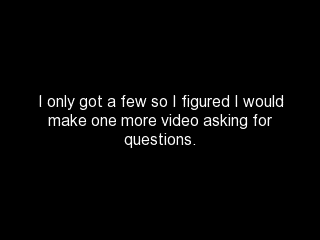 I only got a few so I figured I would
make one more video asking for
questions.